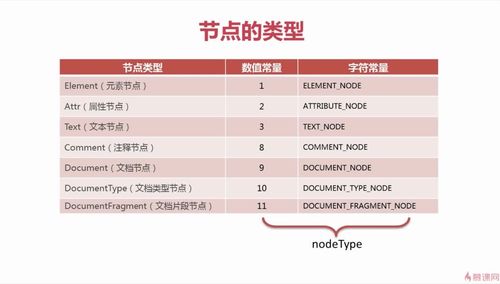 节点的类型
节点类型 数值常量 字符常量
Element（元素节点） 1 ELEMENT_NODE
Attr（属性节点） 2 ATTRIBUTE_NODE
Text（文本节点） 3 TEXT_NODE
Comment（注释节点） 8 COMMENT_NODE
Document（文档节点） 9 DOCUMENT_NODE
DocumentType（文档类型节点） 10 DOCUMENT_TYPE_NODE
DocumentFragment（文档片段节点） 11 DOCUMENT_FRAGMENT_NODE
nodeType
慕课网